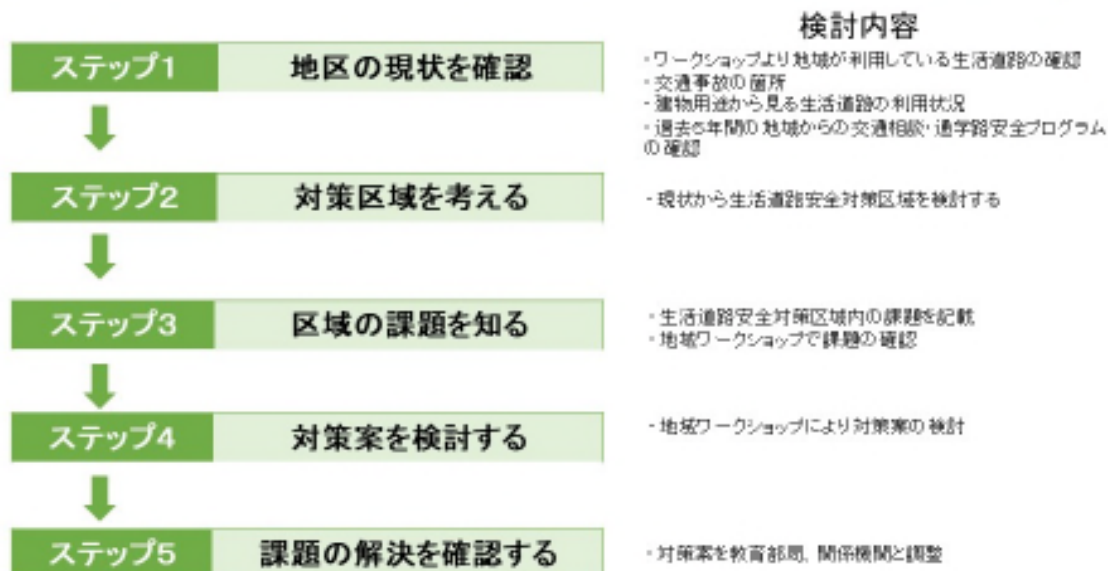 検討内容
ステップ1 地区の現状を確認
・ワークショップより地域が利用している生活道路の確認
・交通事故の箇所
・建物用途から見る生活道路の利用状況
・過去5年間の地域からの交通相談・通学路安全プログラム
の確認
ステップ2 対策区域を考える
・現状から生活道路安全対策区域を検討する
ステップ3 区域の課題を知る
・生活道路安全対策区域内の課題を記載
・地域ワークショップで課題の確認
ステップ4 対策案を検討する
・地域ワークショップにより対策案の検討
ステップ5 課題の解決を確認する
・対策案を教育部局、関係機関と調整